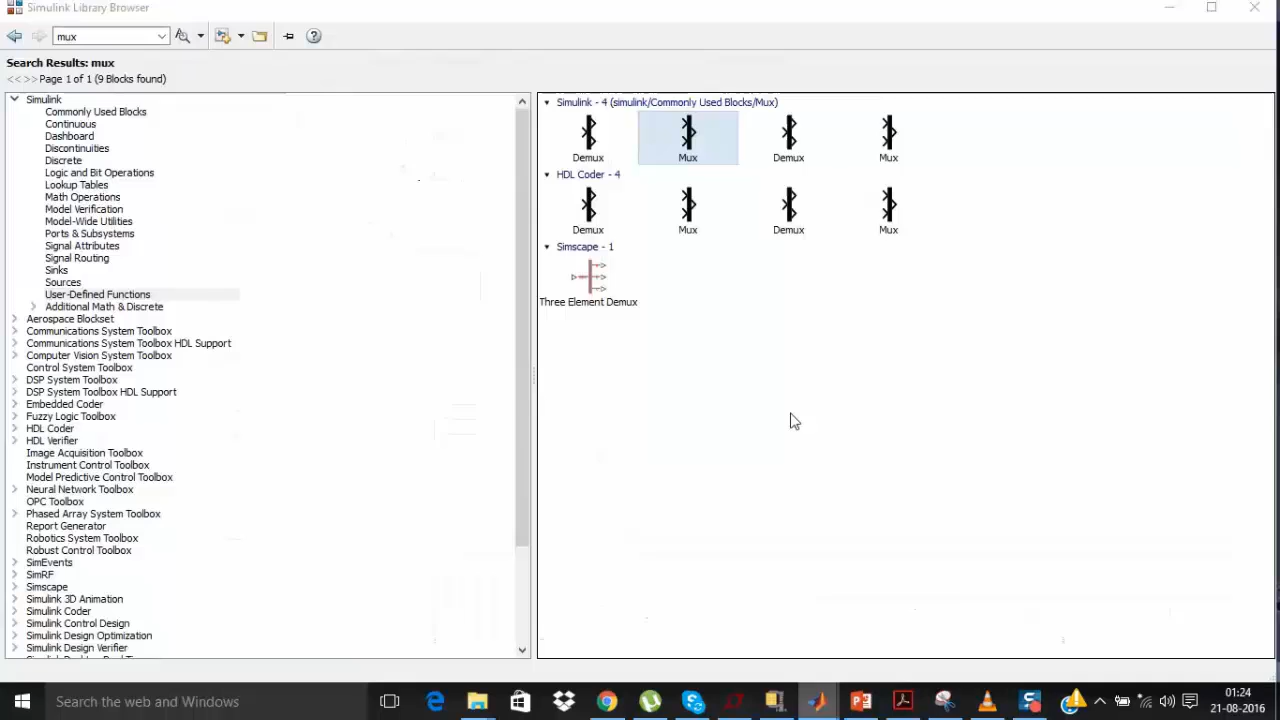 Simulink Library Browser
mux
Search Results: mux
<< >> Page 1 of 1 (9 Blocks found)
Simulink
Commonly Used Blocks
Continuous
Dashboard
Discontinuities
Discrete
Logic and Bit Operations
Lookup Tables
Math Operations
Model Verification
Model-Wide Utilities
Ports & Subsystems
Signal Attributes
Signal Routing
Sinks
Sources
User-Defined Functions
Additional Math & Discrete
Aerospace Blockset
Communications System Toolbox
Communications System Toolbox HDL Support
Computer Vision System Toolbox
Control System Toolbox
DSP System Toolbox
DSP System Toolbox HDL Support
Embedded Coder
Fuzzy Logic Toolbox
HDL Coder
HDL Verifier
Image Acquisition Toolbox
Instrument Control Toolbox
Model Predictive Control Toolbox
Neural Network Toolbox
OPC Toolbox
Phased Array System Toolbox
Report Generator
Robotics System Toolbox
Robust Control Toolbox
SimEvents
SimRF
Simscape
Simulink 3D Animation
Simulink Coder
Simulink Control Design
Simulink Design Optimization
Simulink Design Verifier
Simulink - 4 (simulink/Commonly Used Blocks/Mux)
Demux Mux Demux Mux
HDL Coder - 4
Demux Mux Demux Mux
Simscape - 1
Three Element Demux
Search the web and Windows
01:24
21-08-2016